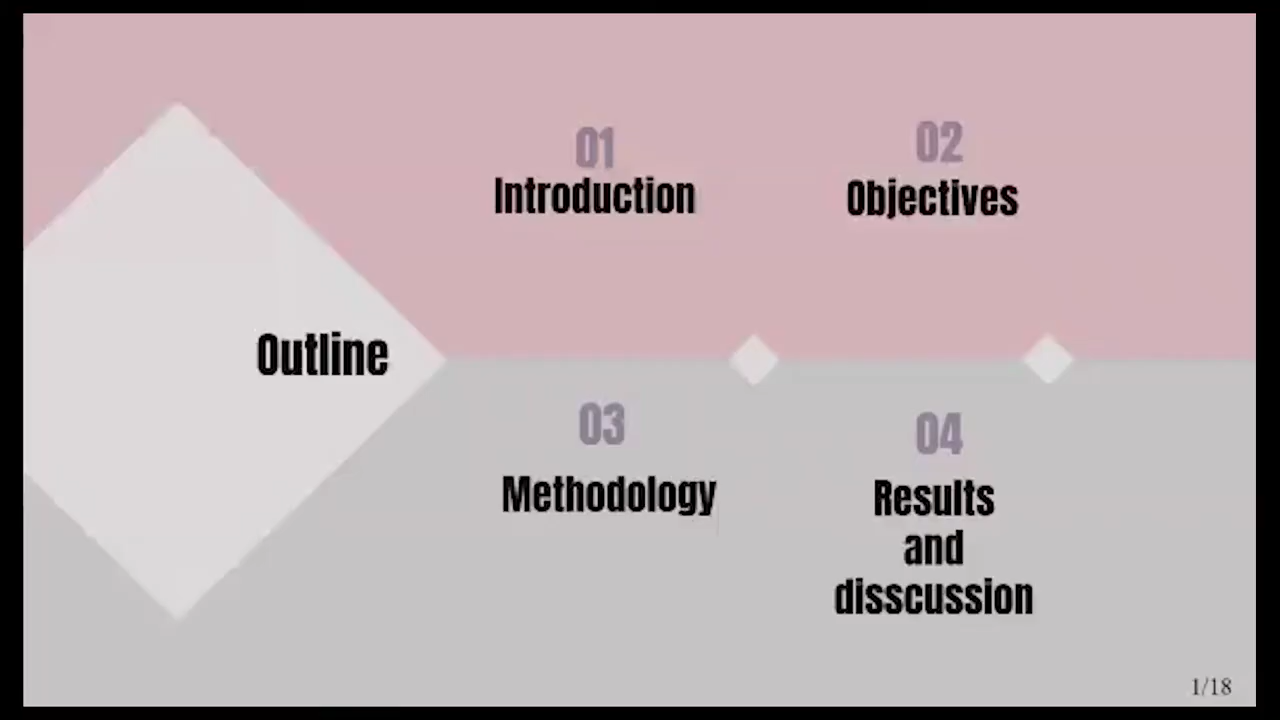 Outline
01
Introduction
02
Objectives
03
Methodology
04
Results
and
disscussion
1/18